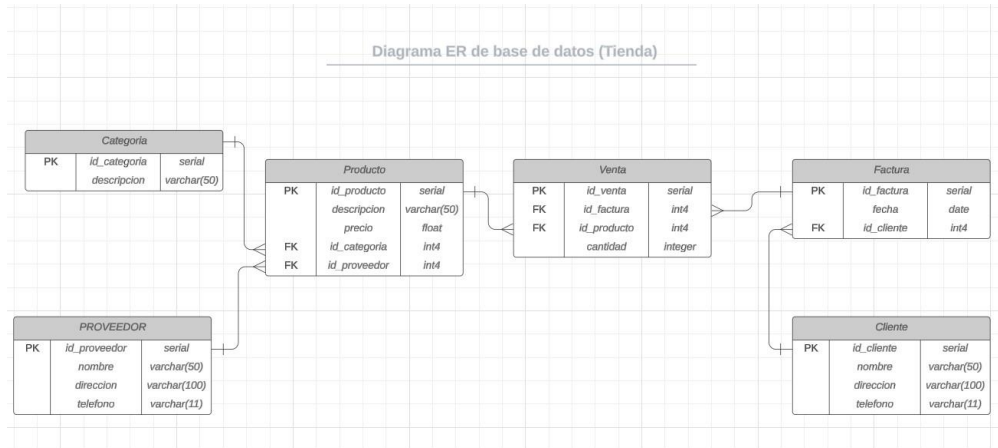 Diagrama ER de base de datos (Tienda)
Categoria
PK id_categoria serial
descripcion varchar(50)
Producto
PK id_producto serial
descripcion varchar(50)
precio float
FK id_categoria int4
FK id_proveedor int4
Venta
PK id_venta serial
FK id_factura int4
FK id_producto int4
cantidad integer
Factura
PK id_factura serial
fecha date
FK id_cliente int4
PROVEEDOR
PK id_proveedor serial
nombre varchar(50)
direccion varchar(100)
telefono varchar(11)
Cliente
PK id_cliente serial
nombre varchar(50)
direccion varchar(100)
telefono varchar(11)